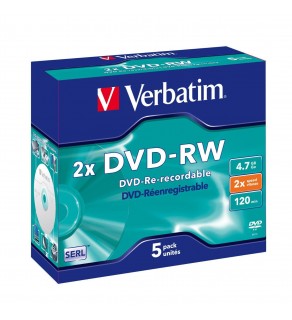 Verbatim
2x DVD-RW
DVD-Re-recordable
DVD-Réenregistrable
4.7
2x
120 min
DVD
SERL
5 pack
unités